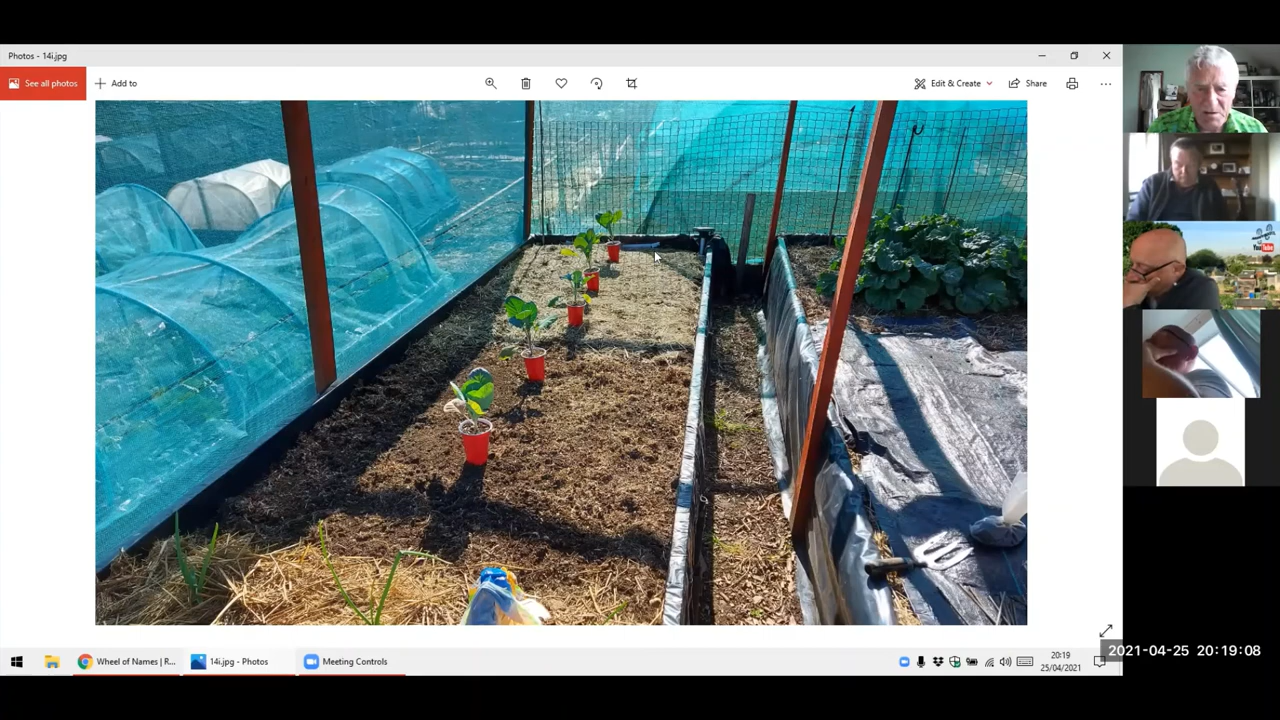 Photos - 14i.jpg
See all photos
Add to
Edit & Create
Share
YouTube
Wheel of Names | R...
14i.jpg - Photos
Meeting Controls
20:19
25/04/2021
2021-04-25 20:19:08